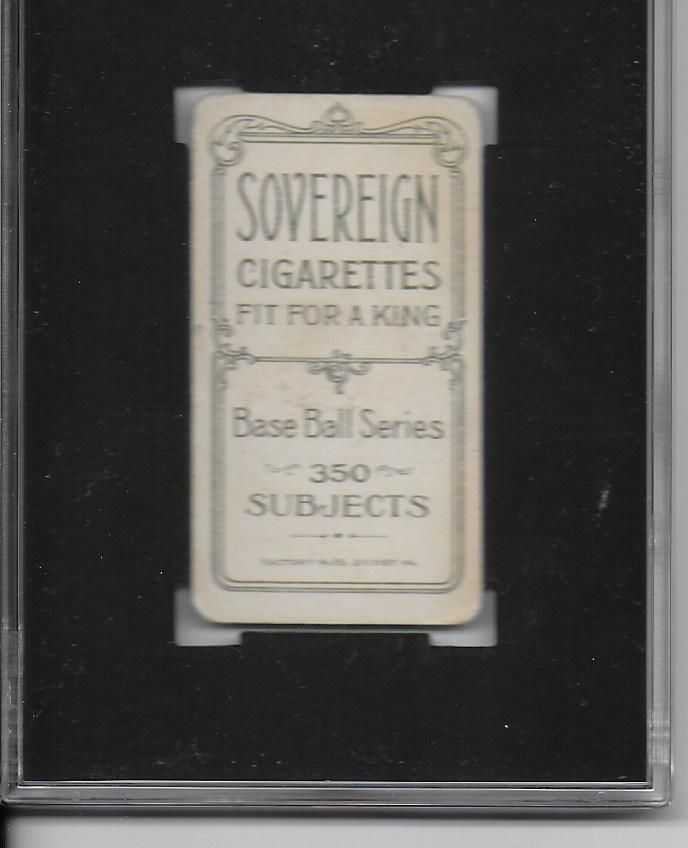 SOVEREIGN
CIGARETTES
FIT FOR A KING
Base Ball Series
350
SUBJECTS